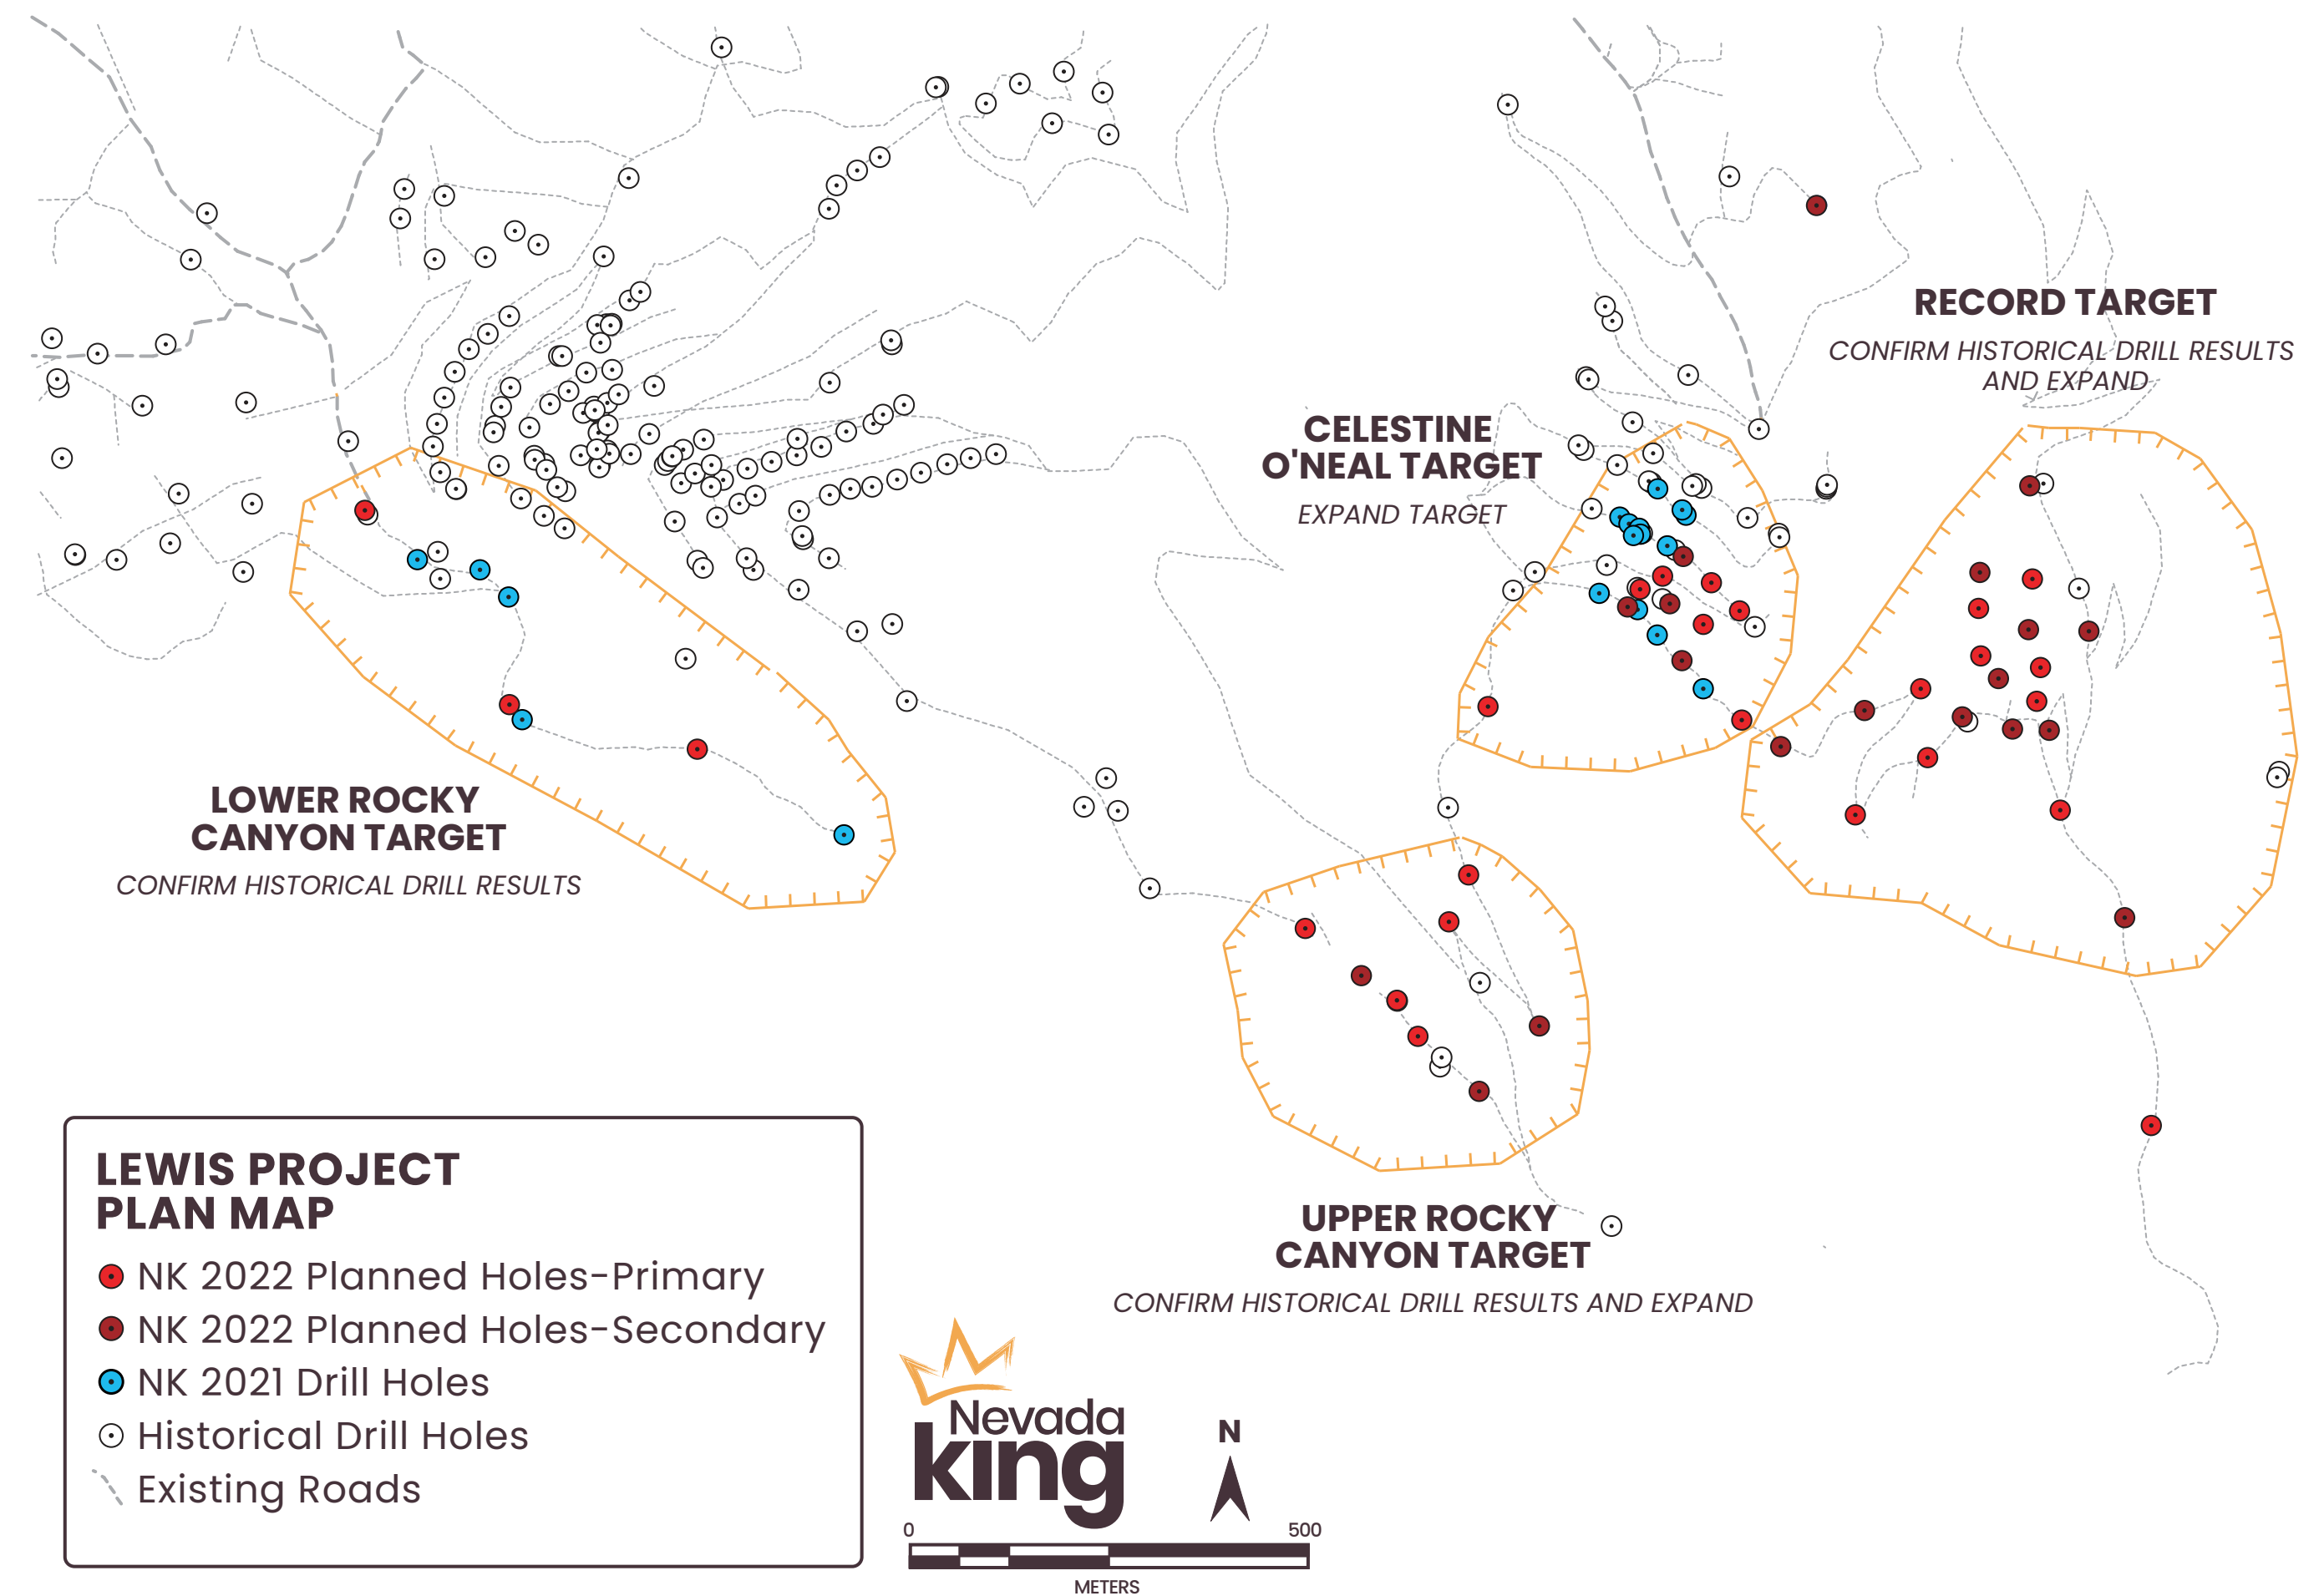 RECORD TARGET
CONFIRM HISTORICAL DRILL RESULTS
AND EXPAND
CELESTINE
O'NEAL TARGET
EXPAND TARGET
LOWER ROCKY
CANYON TARGET
CONFIRM HISTORICAL DRILL RESULTS
UPPER ROCKY
CANYON TARGET
CONFIRM HISTORICAL DRILL RESULTS AND EXPAND
LEWIS PROJECT
PLAN MAP
NK 2022 Planned Holes-Primary
NK 2022 Planned Holes-Secondary
NK 2021 Drill Holes
Historical Drill Holes
Existing Roads
Nevada
king
N
0 500
METERS